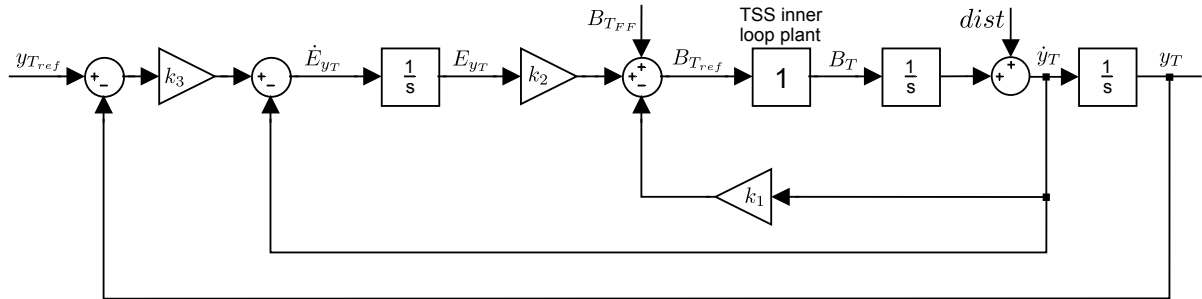 TSS inner
loop plant
B_{T_{FF}}
dist
y_{T_{ref}}
+
-
k_3
+
-
\dot{E}_{y_T}
1
s
E_{y_T}
k_2
+
+
-
B_{T_{ref}}
1
B_T
1
s
+
+
\dot{y}_T
1
s
y_T
k_1